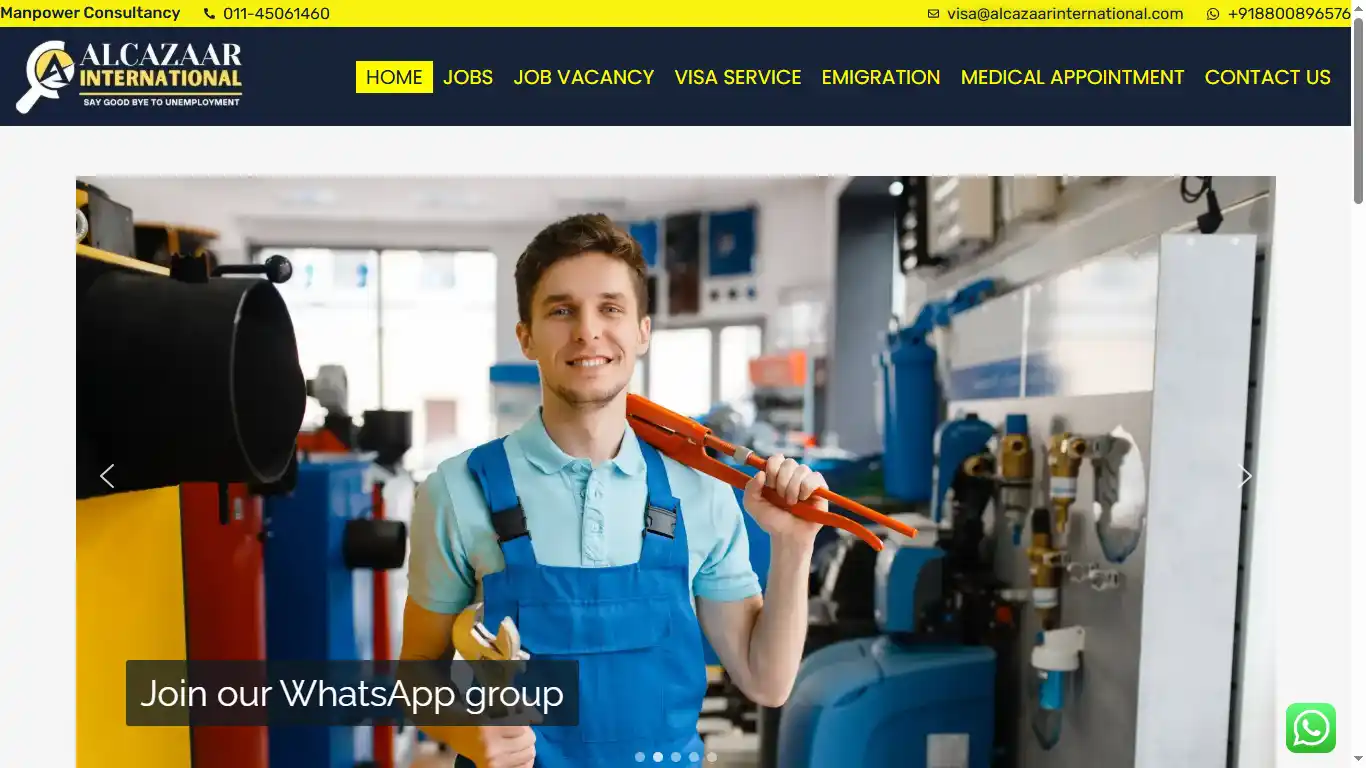 Manpower Consultancy 011-45061460 visa@alcazaarinternational.com +918800896576
ALCAZAAR
INTERNATIONAL
SAY GOOD BYE TO UNEMPLOYMENT
HOME JOBS JOB VACANCY VISA SERVICE EMIGRATION MEDICAL APPOINTMENT CONTACT US
Join our WhatsApp group